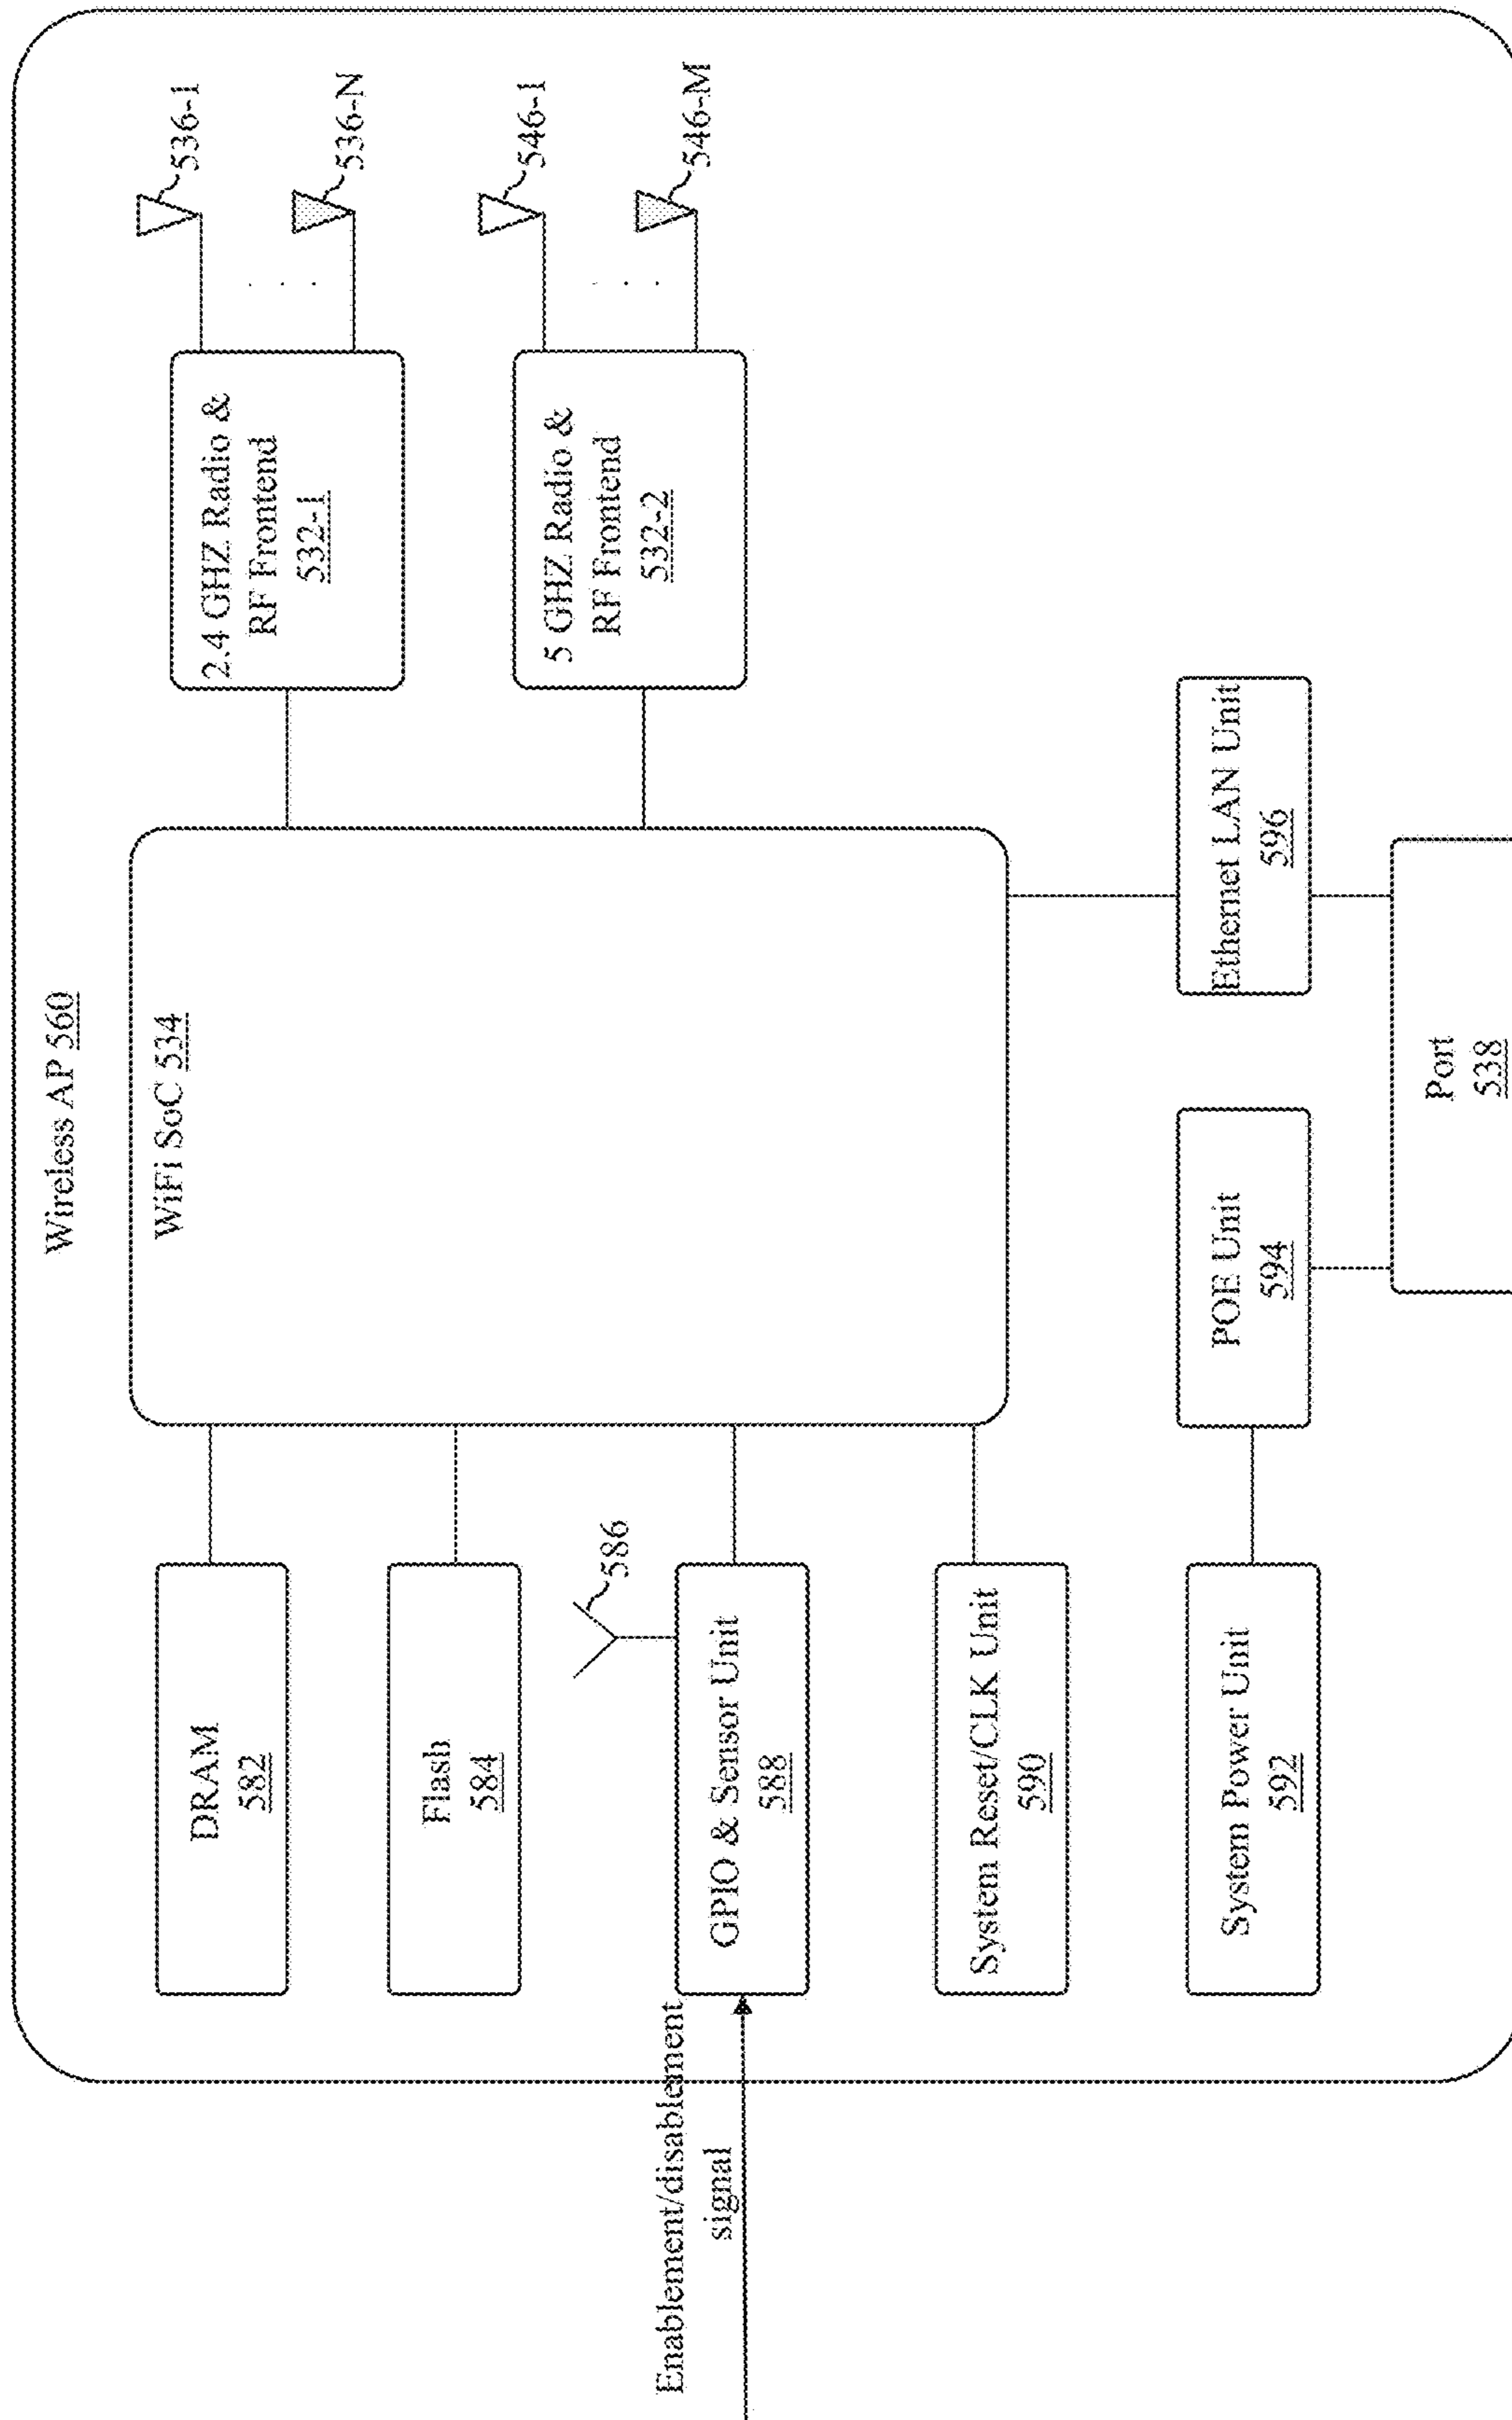 Wireless AP 560
WiFi SoC 534
DRAM
582
Flash
584
586
GPIO & Sensor Unit
588
Enablement/disablement
signal
System Reset/CLK Unit
590
System Power Unit
592
POE Unit
594
Ethernet LAN Unit
596
Port
538
2.4 GHZ Radio &
RF Frontend
532-1
536-1
536-N
5 GHZ Radio &
RF Frontend
532-2
546-1
546-M